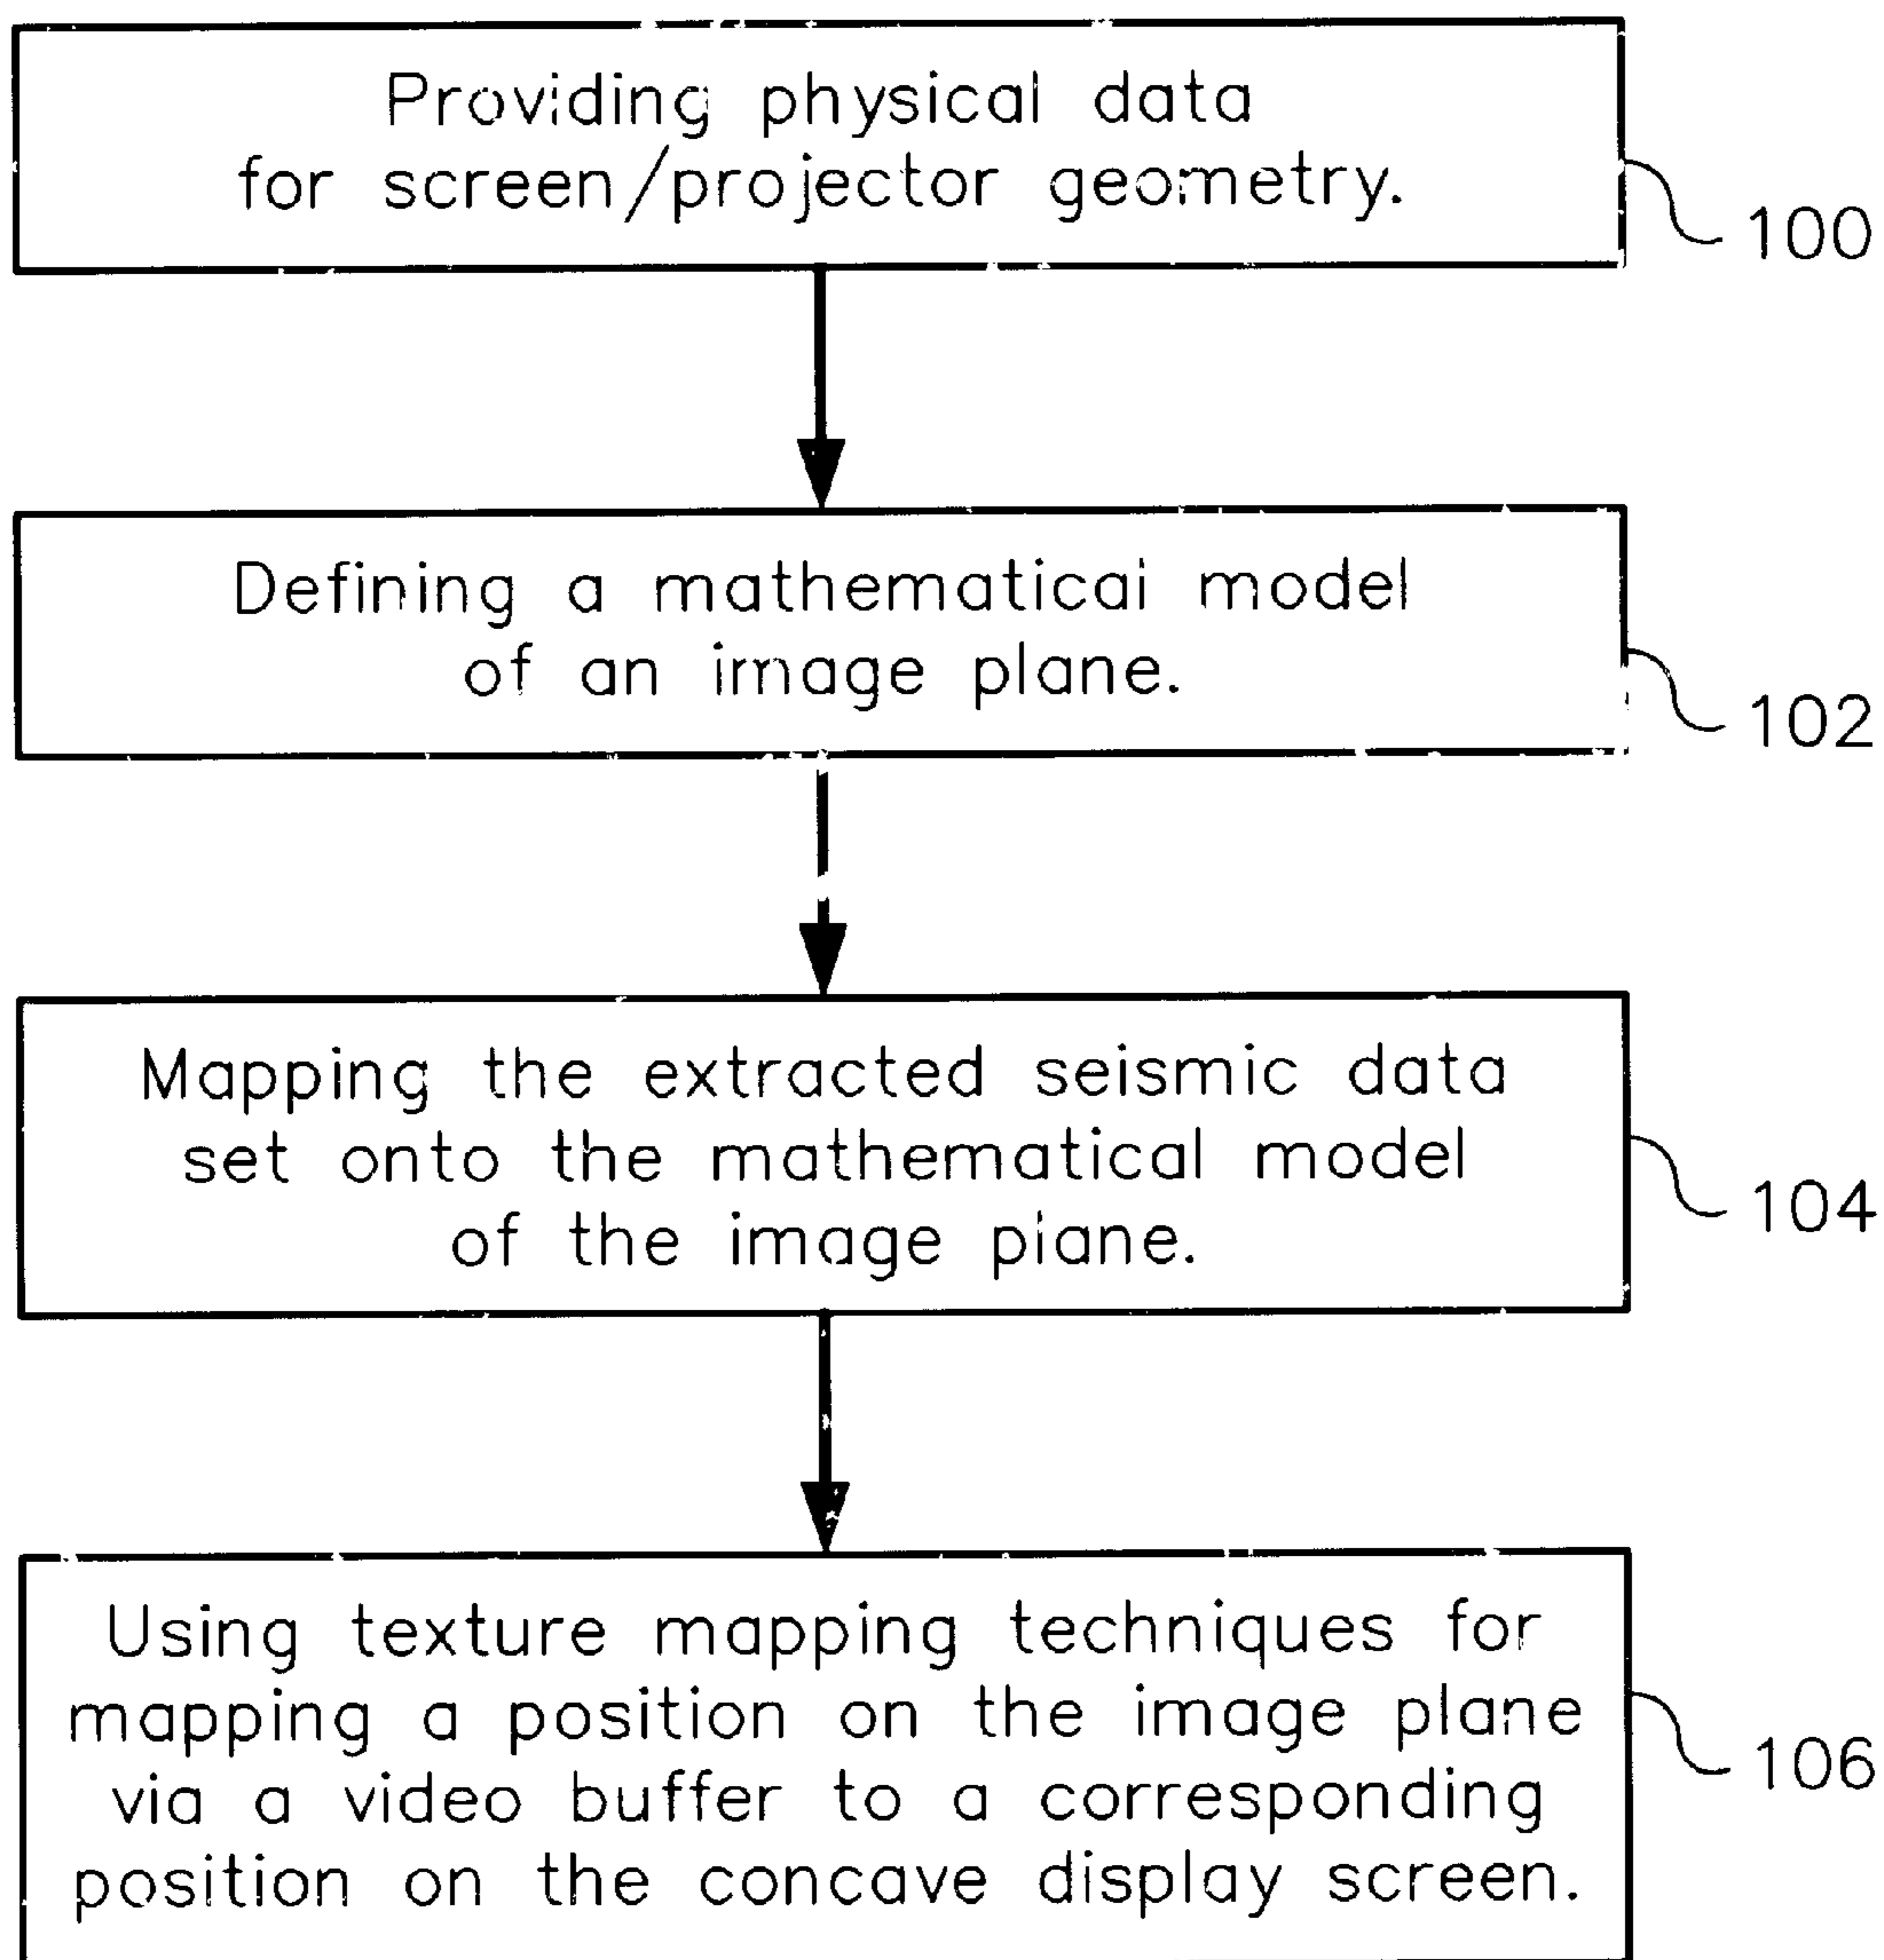 Providing physical data
for screen/projector geometry.
100
Defining a mathematical model
of an image plane.
102
Mapping the extracted seismic data
set onto the mathematical model
of the image plane.
104
Using texture mapping techniques for
mapping a position on the image plane
via a video buffer to a corresponding
position on the concave display screen.
106